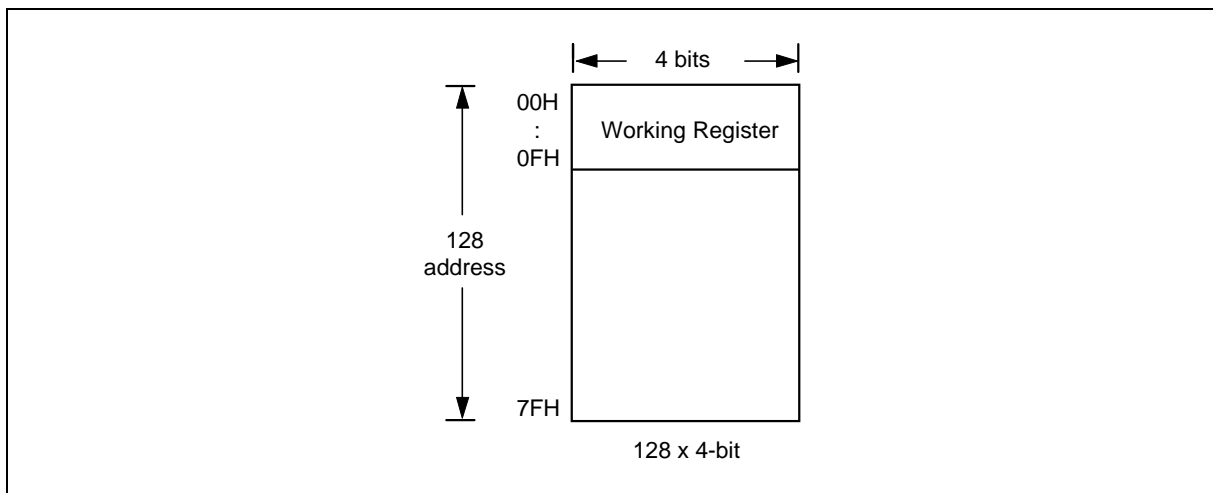 4 bits
00H
:
0FH
Working Register
128
address
7FH
128 x 4-bit